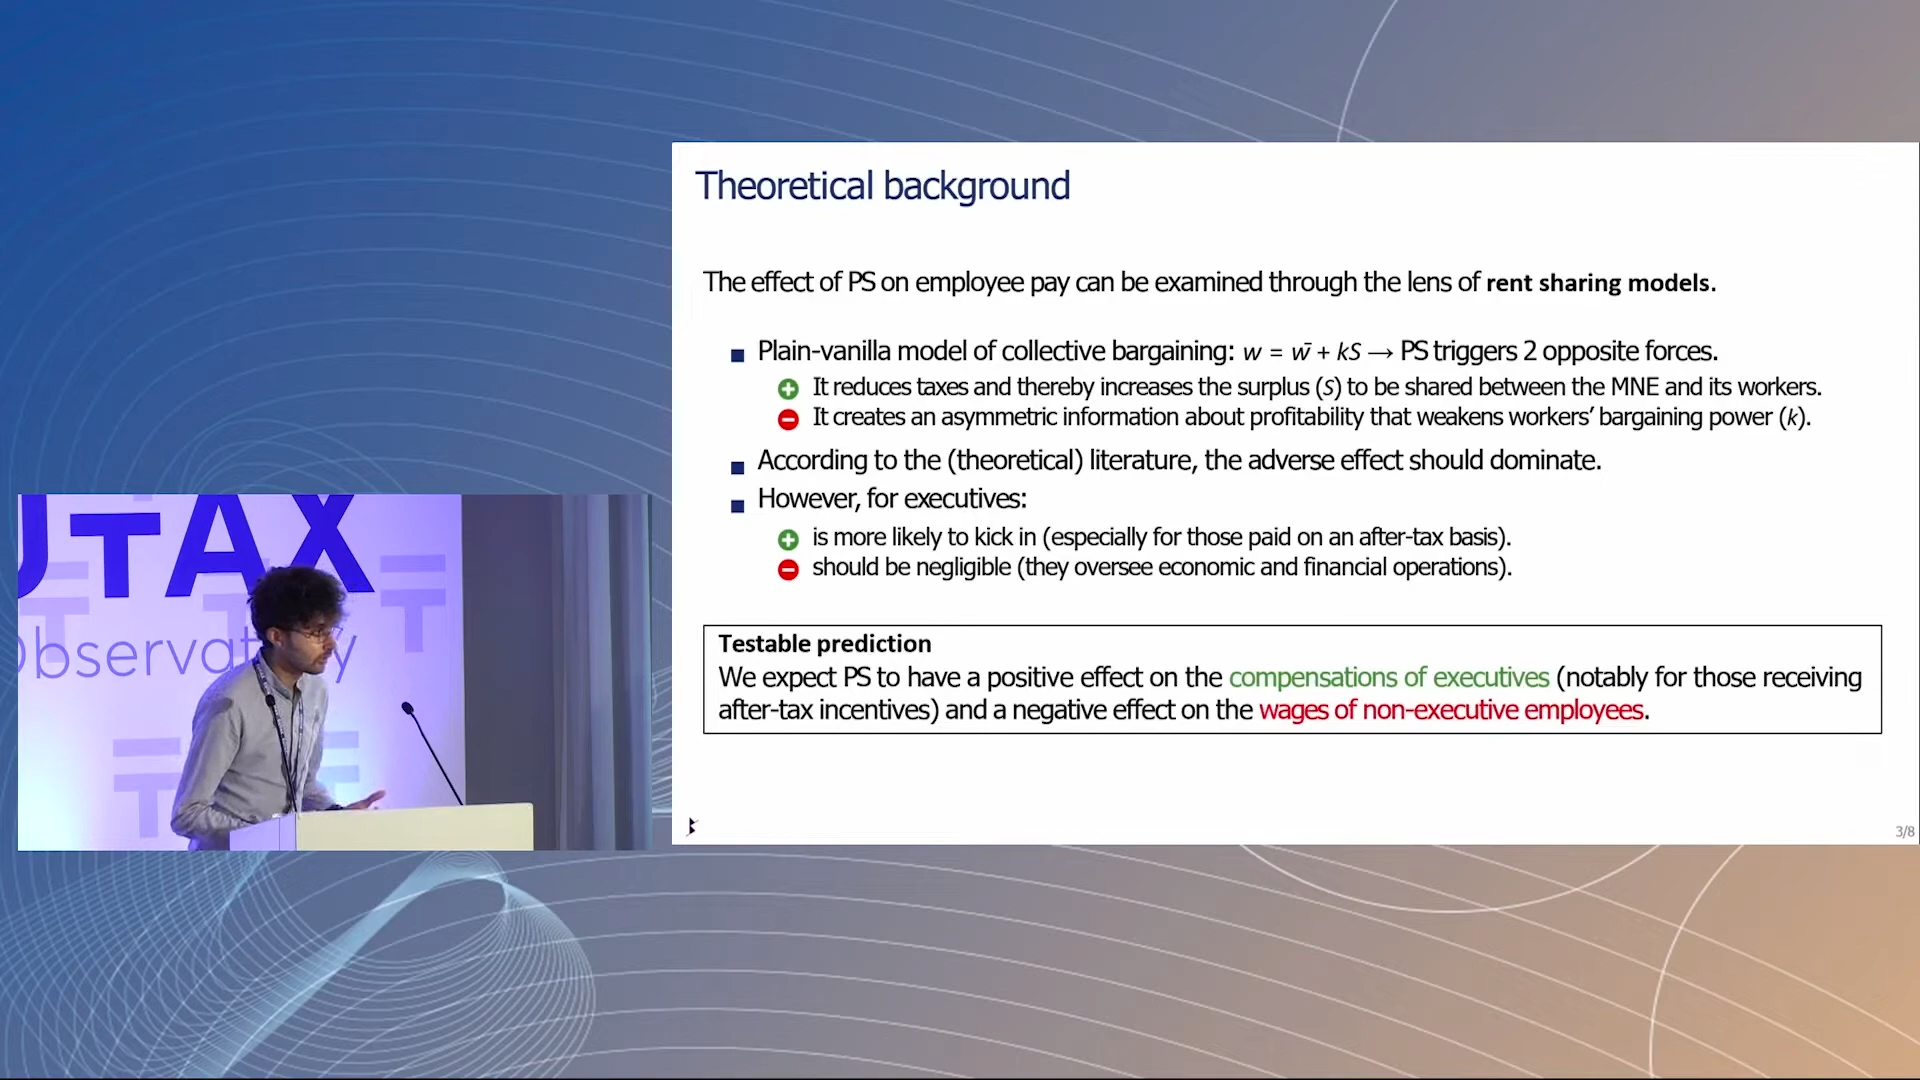 Theoretical background
The effect of PS on employee pay can be examined through the lens of rent sharing models.
Plain-vanilla model of collective bargaining: w = w̄ + kS → PS triggers 2 opposite forces.
It reduces taxes and thereby increases the surplus (S) to be shared between the MNE and its workers.
It creates an asymmetric information about profitability that weakens workers’ bargaining power (k).
According to the (theoretical) literature, the adverse effect should dominate.
However, for executives:
is more likely to kick in (especially for those paid on an after-tax basis).
should be negligible (they oversee economic and financial operations).
Testable prediction
We expect PS to have a positive effect on the compensations of executives (notably for those receiving
after-tax incentives) and a negative effect on the wages of non-executive employees.
3/8
TAX